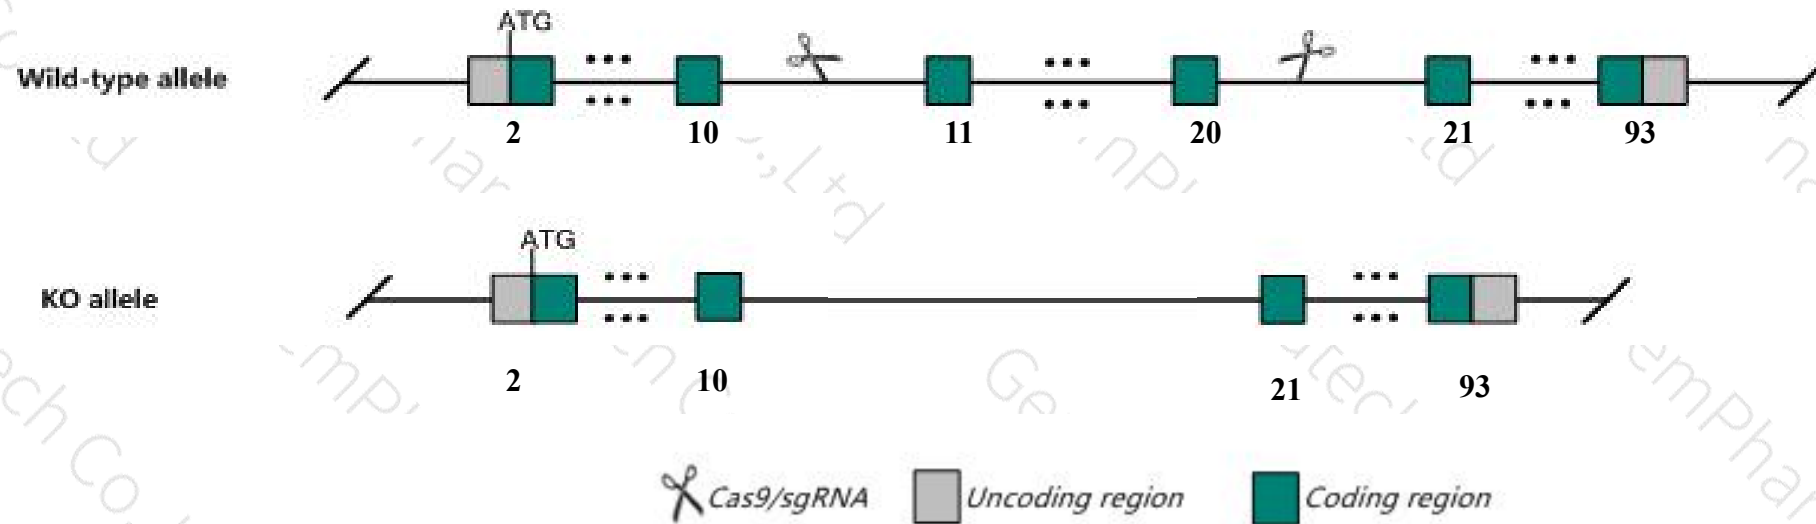 ATG
Wild-type allele
2 10 11 20 21 93
ATG
KO allele
2 10 21 93
Cas9/sgRNA Uncoding region Coding region